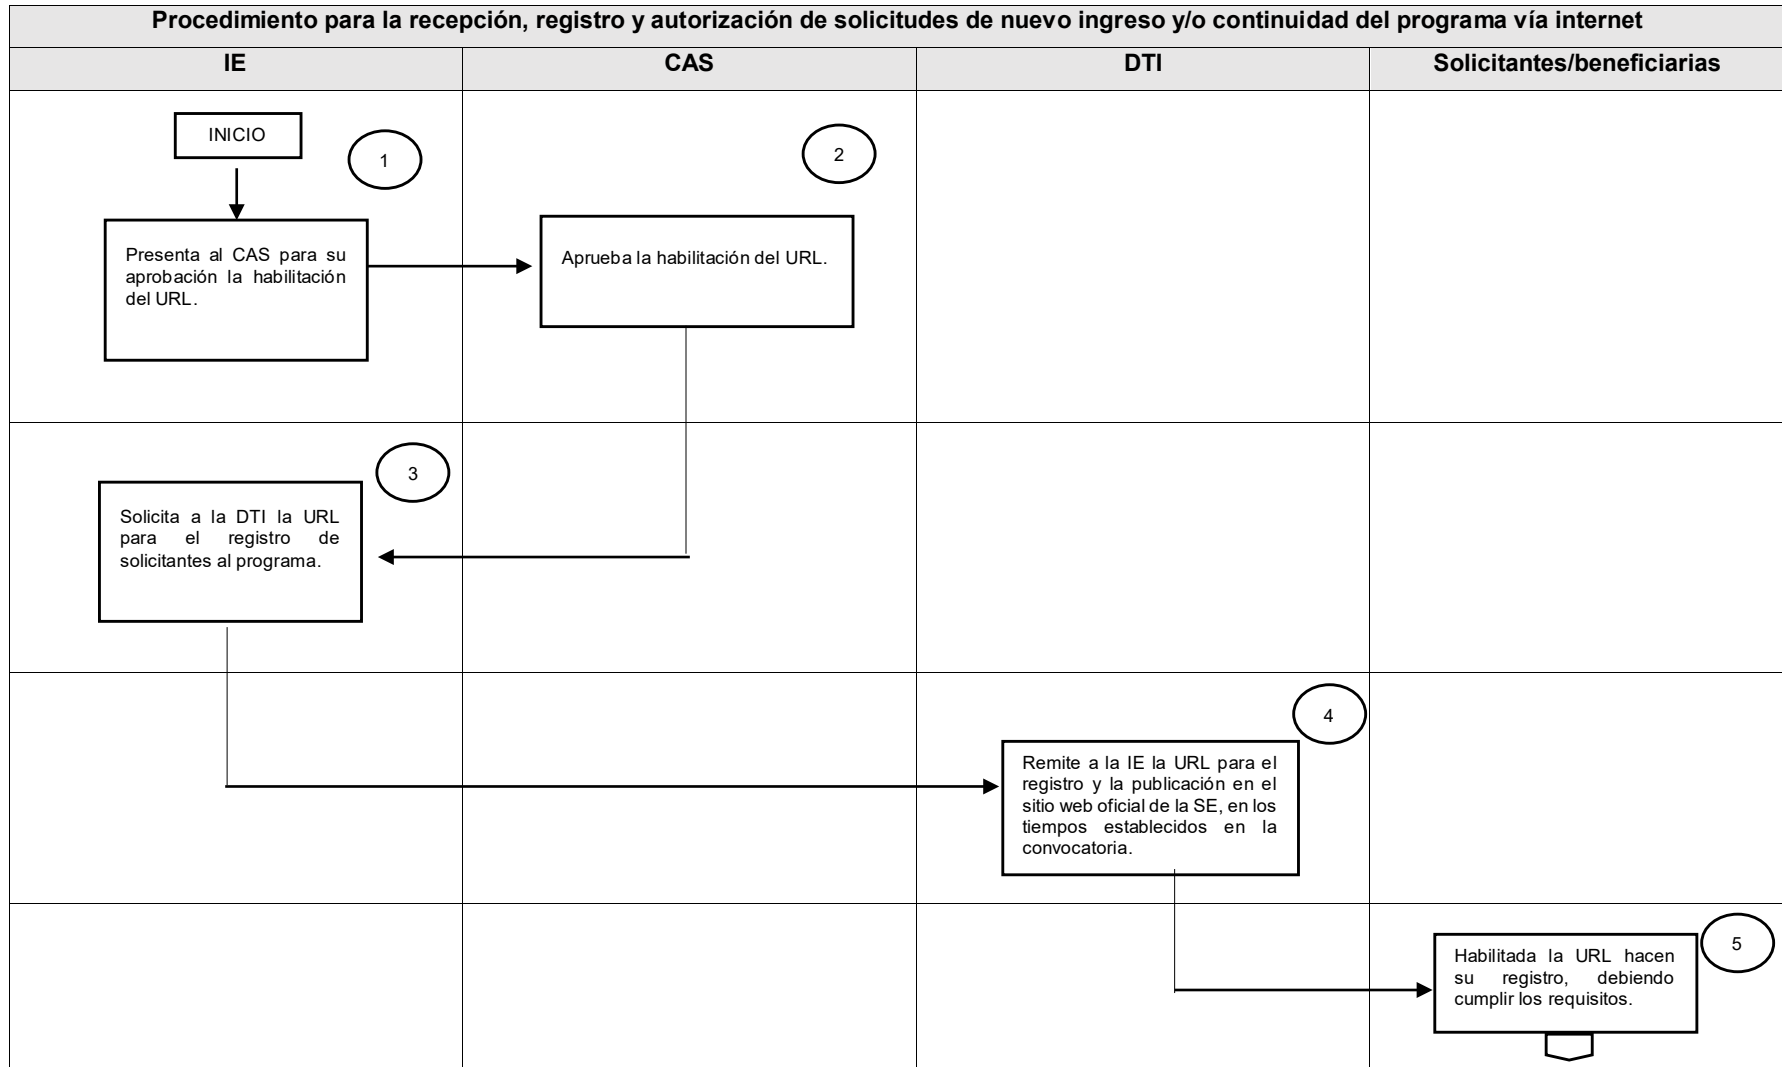 Procedimiento para la recepción, registro y autorización de solicitudes de nuevo ingreso y/o continuidad del programa vía internet
IE
CAS
DTI
Solicitantes/beneficiarias
INICIO
1
2
Presenta al CAS para su
aprobación la habilitación
del URL.
Aprueba la habilitación del URL.
3
Solicita a la DTI la URL
para el registro de
solicitantes al programa.
4
Remite a la IE la URL para el
registro y la publicación en el
sitio web oficial de la SE, en los
tiempos establecidos en la
convocatoria.
5
Habilitada la URL hacen
su registro, debiendo
cumplir los requisitos.